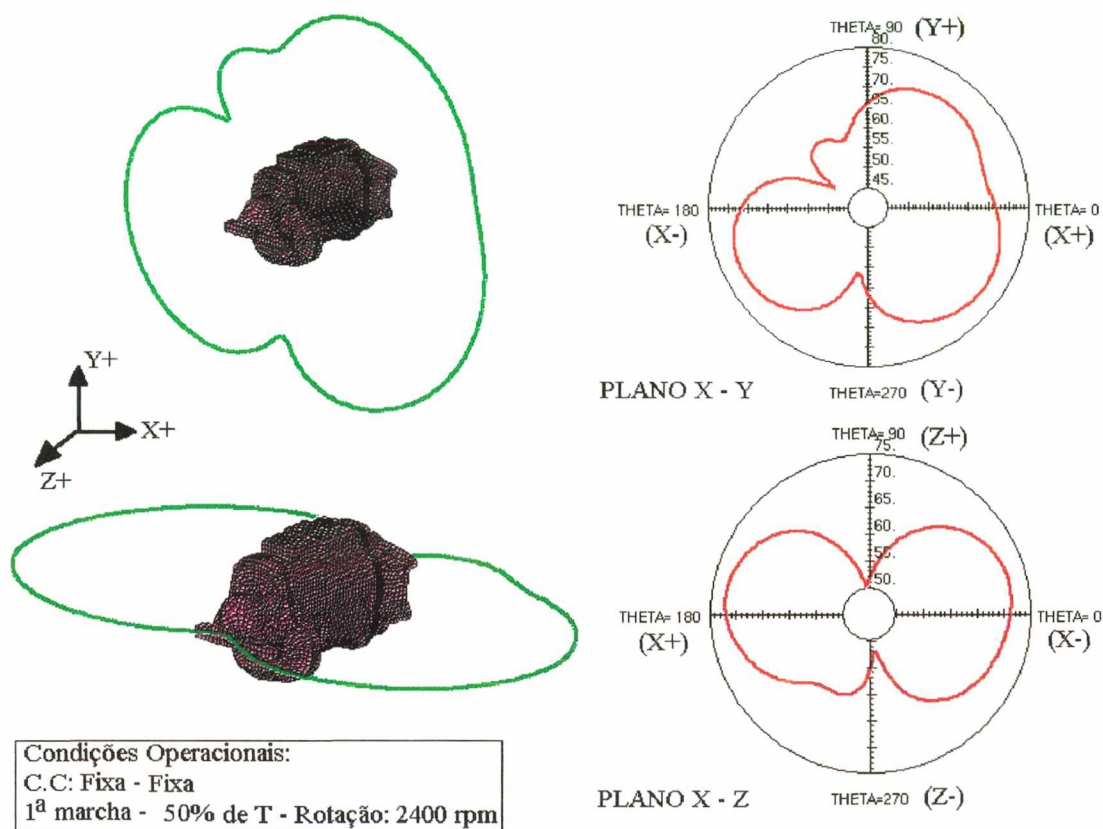 THETA= 90 (Y+)
80.
75.
70.
65.
60.
55.
50.
45.
THETA= 180
(X-)
THETA= 0
(X+)
PLANO X - Y
THETA=270 (Y-)
Y+
X+
Z+
THETA= 90 (Z+)
75.
70.
65.
60.
55.
50.
THETA= 180
(X+)
THETA= 0
(X-)
PLANO X - Z
THETA=270 (Z-)
Condições Operacionais:
C.C: Fixa - Fixa
1ª marcha - 50% de T - Rotação: 2400 rpm